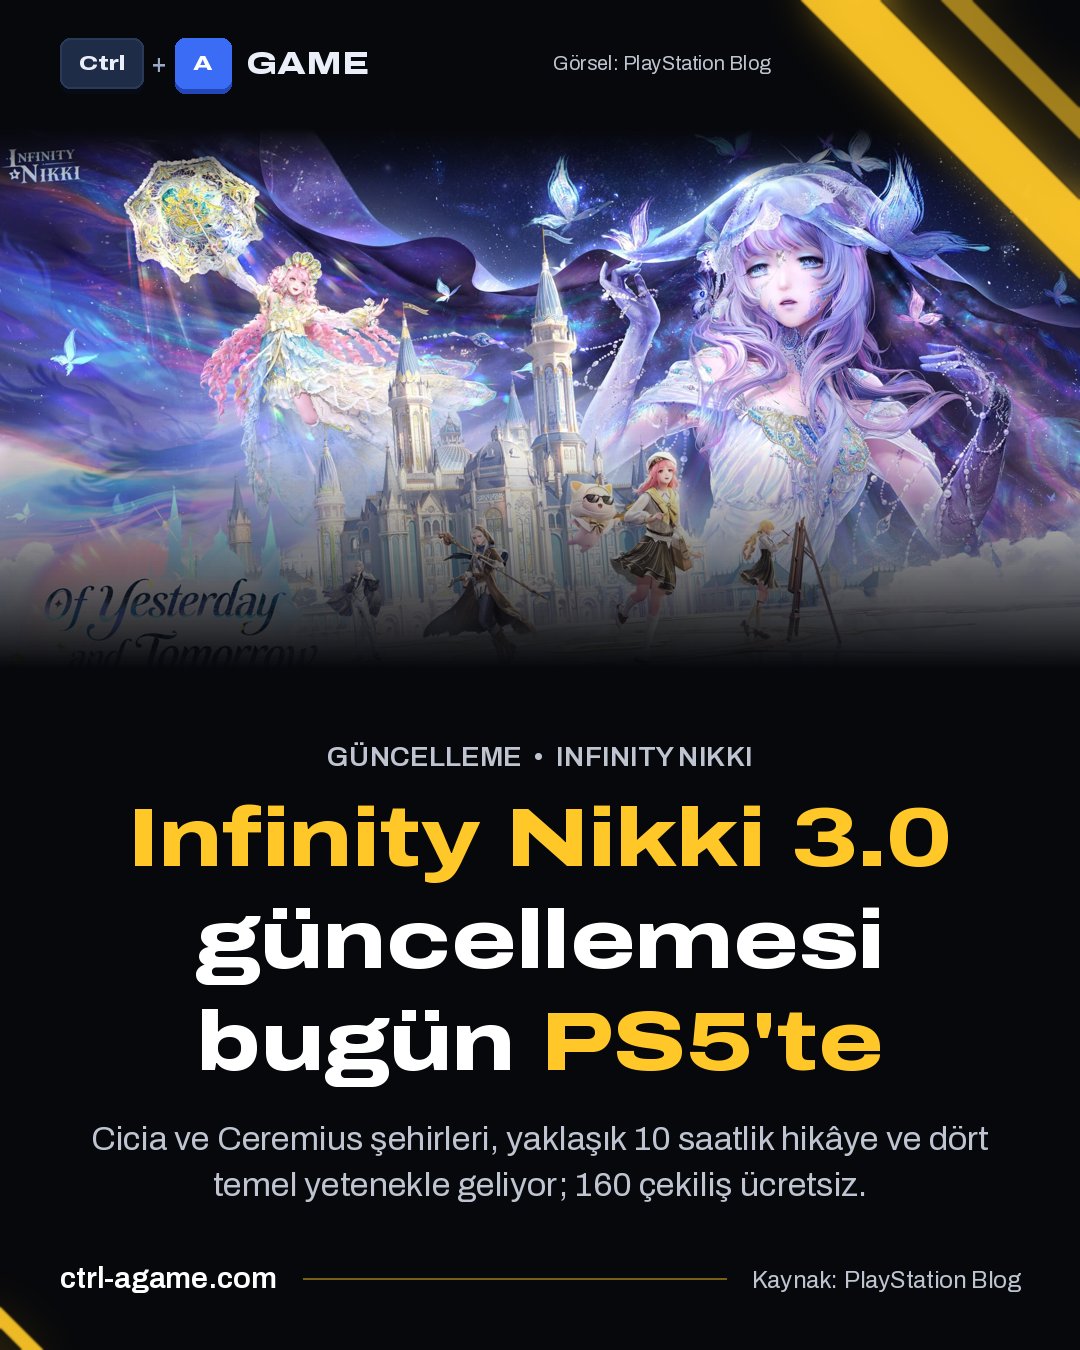 Ctrl + A GAME
Görsel: PlayStation Blog
INFINITY
NIKKI
Of Yesterday
and Tomorrow
GÜNCELLEME • INFINITY NIKKI
Infinity Nikki 3.0
güncellemesi
bugün PS5'te
Cicia ve Ceremius şehirleri, yaklaşık 10 saatlik hikâye ve dört
temel yetenekle geliyor; 160 çekiliş ücretsiz.
ctrl-agame.com
Kaynak: PlayStation Blog